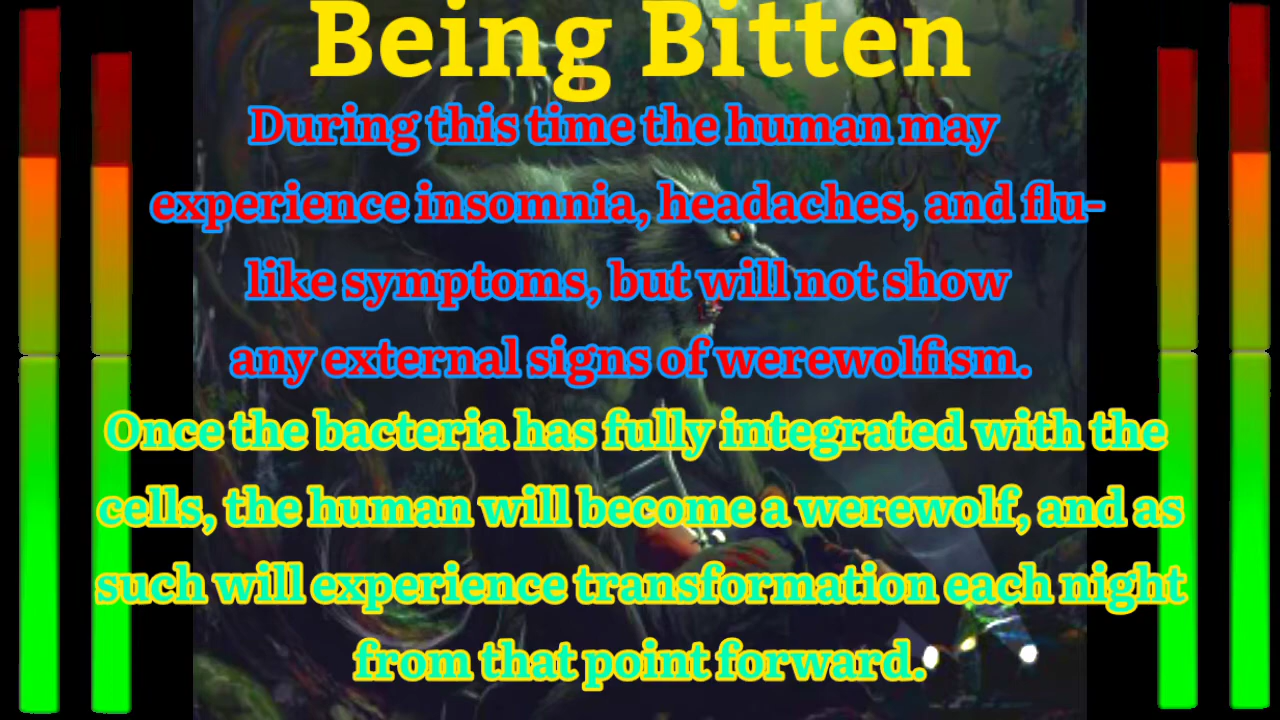 Being Bitten
During this time the human may
experience insomnia, headaches, and flu-
like symptoms, but will not show
any external signs of werewolfism.
Once the bacteria has fully integrated with the
cells, the human will become a werewolf, and as
such will experience transformation each night
from that point forward.